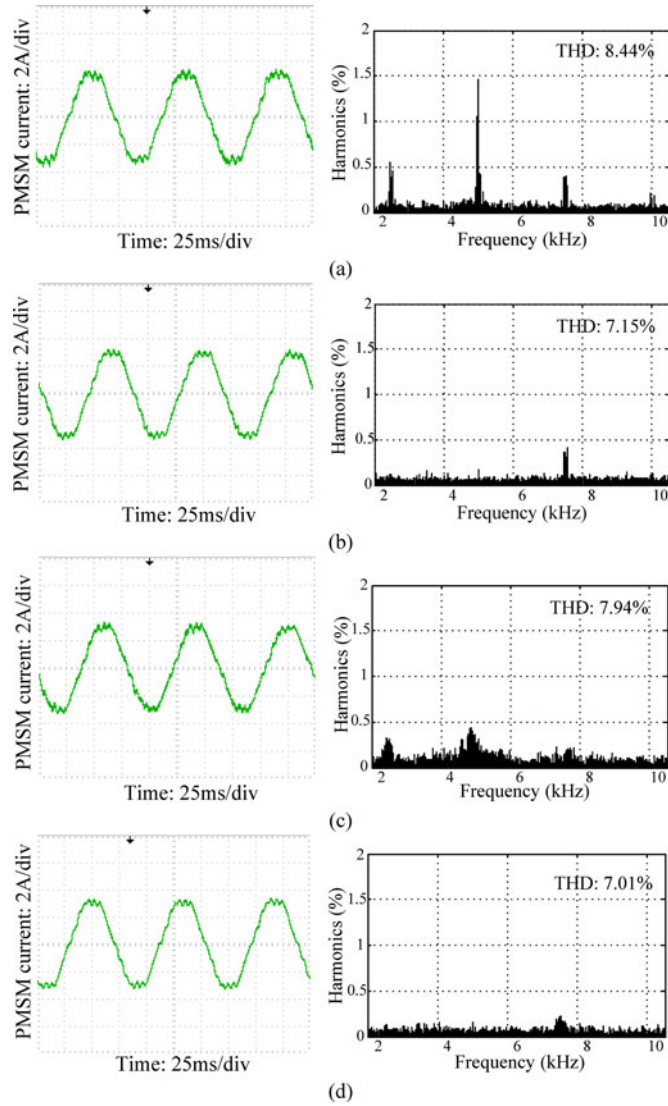 PMSM current: 2A/div
Time: 25ms/div
Harmonics (%)
2
1.5
1
0.5
0
THD: 8.44%
2 4 6 8 10
Frequency (kHz)
(a)
PMSM current: 2A/div
Time: 25ms/div
Harmonics (%)
2
1.5
1
0.5
0
THD: 7.15%
2 4 6 8 10
Frequency (kHz)
(b)
PMSM current: 2A/div
Time: 25ms/div
Harmonics (%)
2
1.5
1
0.5
0
THD: 7.94%
2 4 6 8 10
Frequency (kHz)
(c)
PMSM current: 2A/div
Time: 25ms/div
Harmonics (%)
2
1.5
1
0.5
0
THD: 7.01%
2 4 6 8 10
Frequency (kHz)
(d)